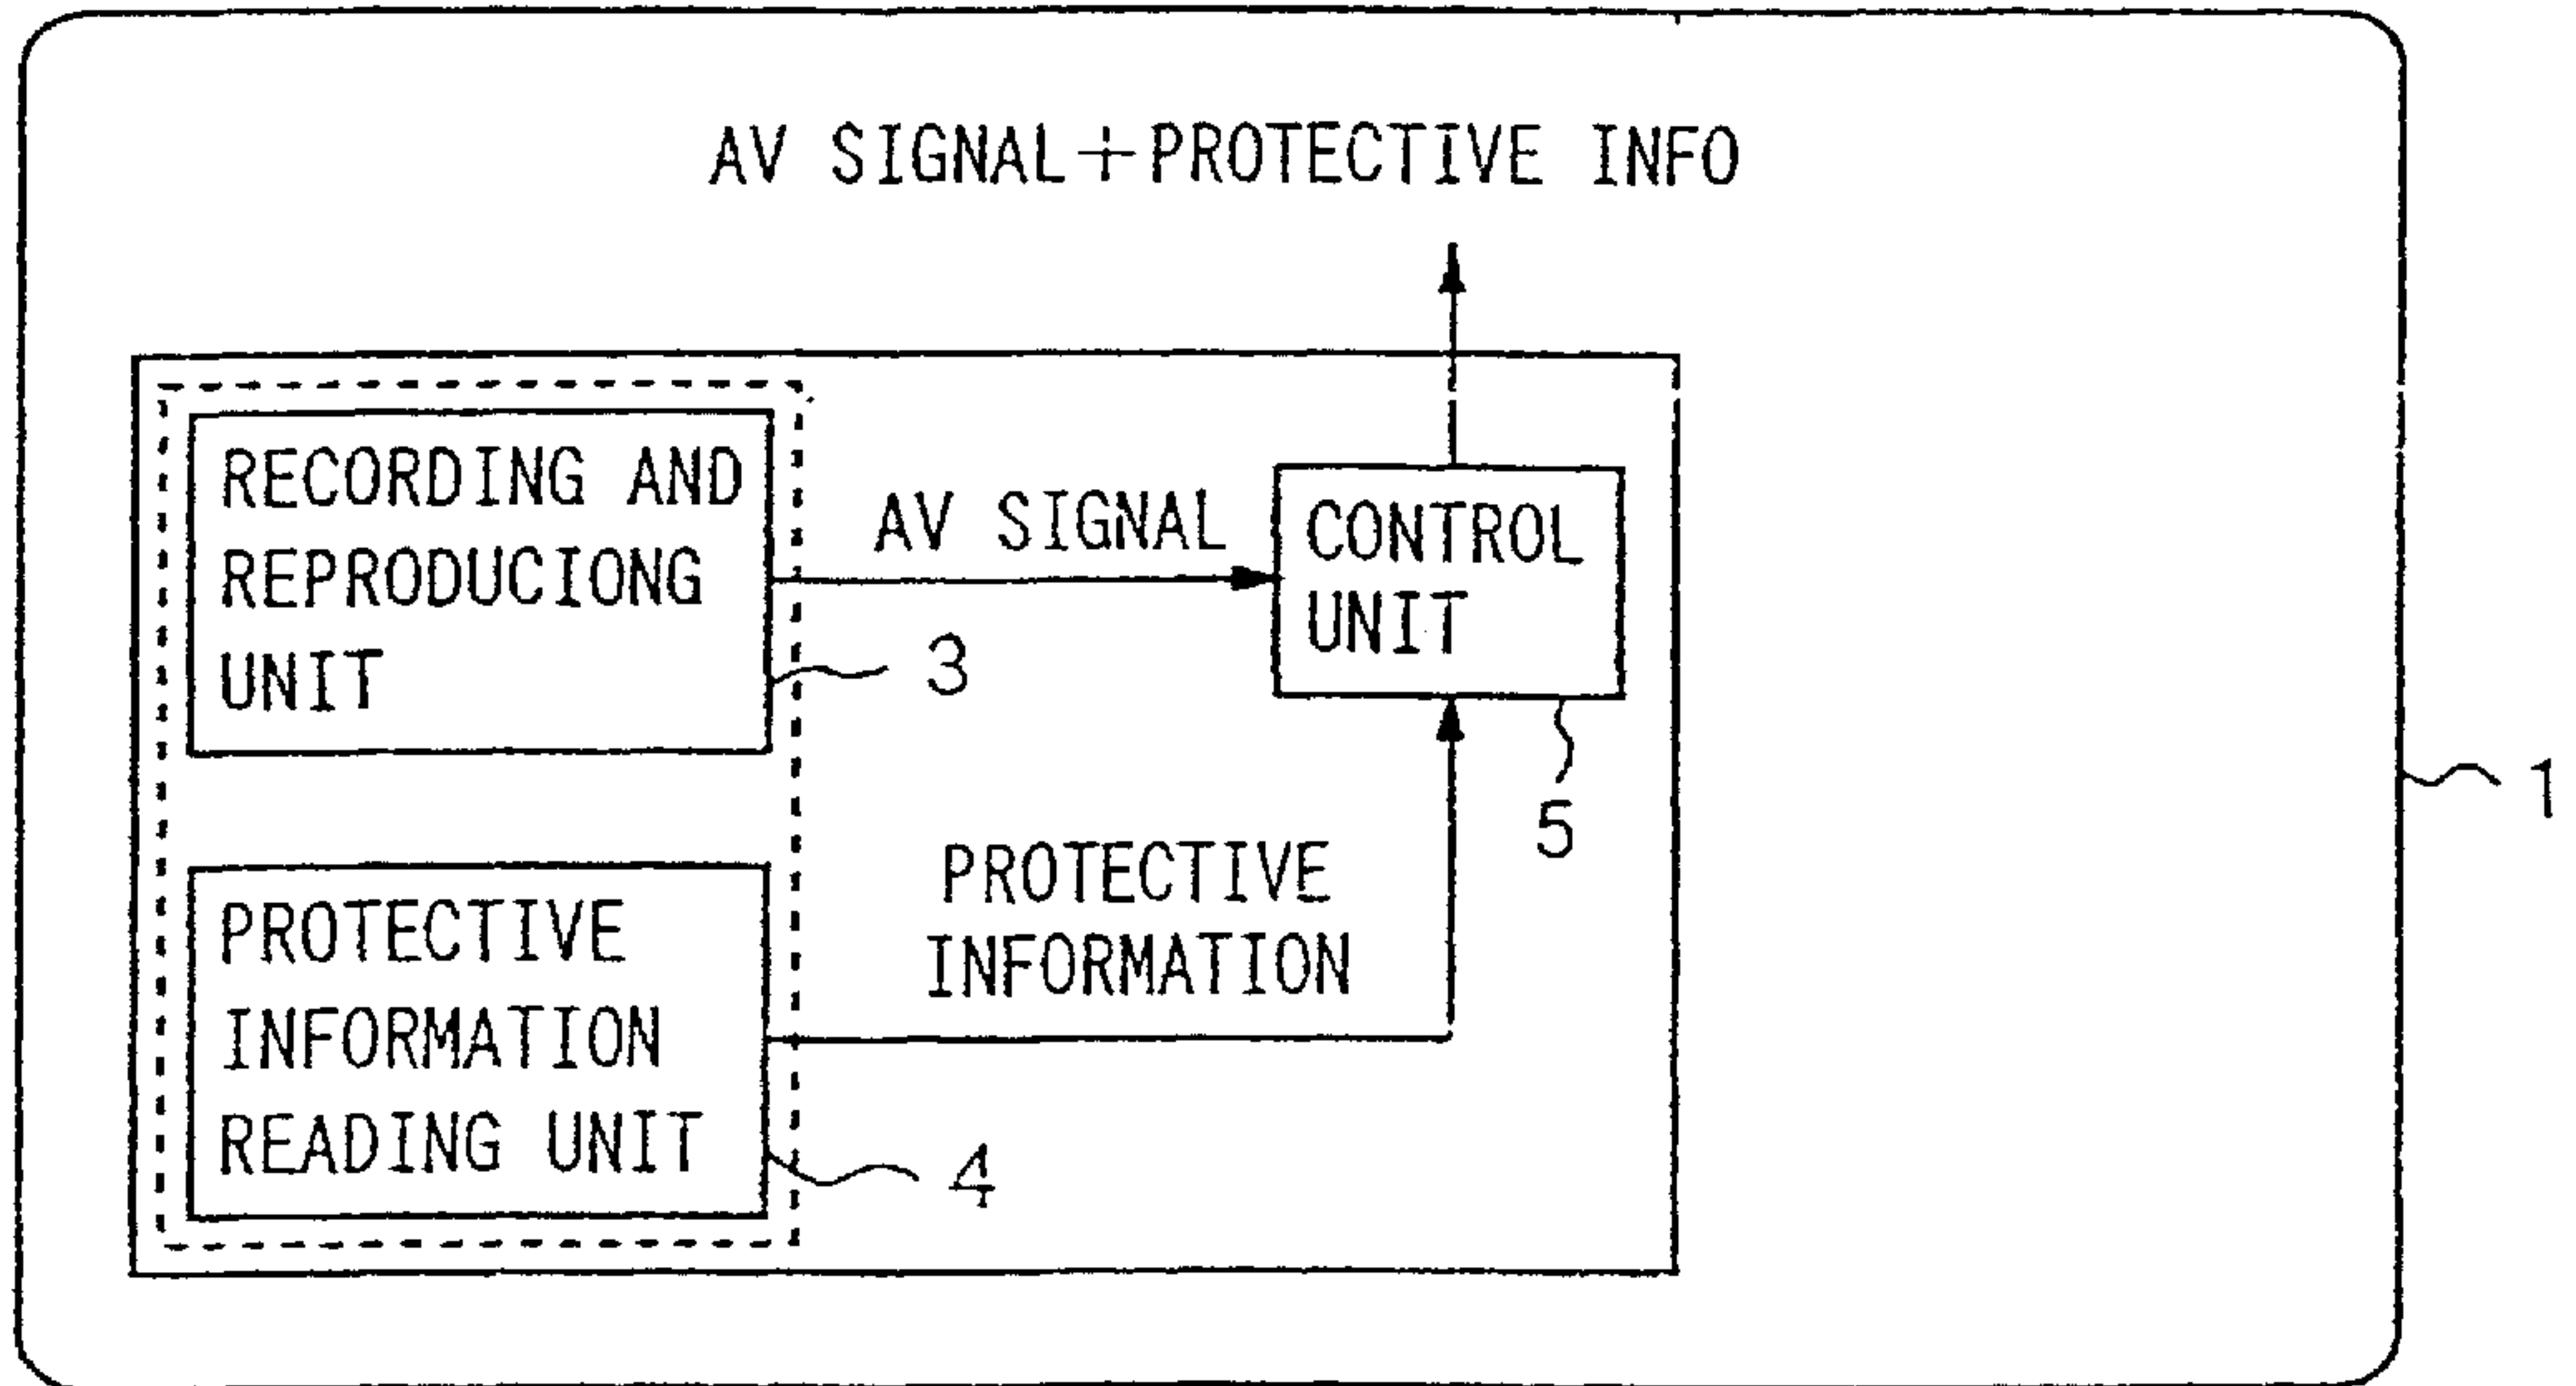 AV SIGNAL+PROTECTIVE INFO
RECORDING AND
REPRODUCIONG
UNIT
3
AV SIGNAL
CONTROL
UNIT
5
1
PROTECTIVE
INFORMATION
PROTECTIVE
INFORMATION
READING UNIT
4